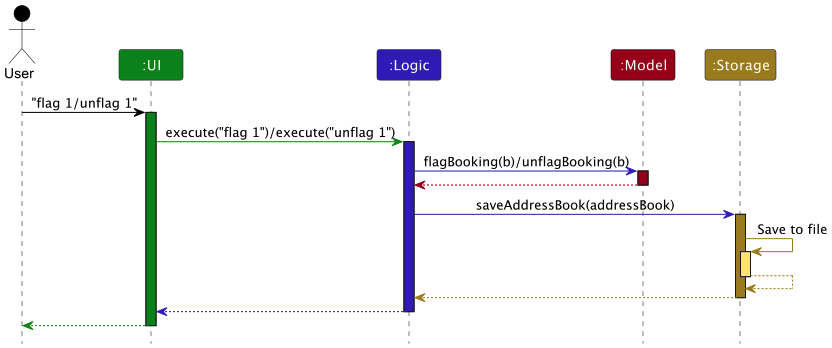 User
:UI
:Logic
:Model
:Storage
"flag 1/unflag 1"
execute("flag 1")/execute("unflag 1")
flagBooking(b)/unflagBooking(b)
saveAddressBook(addressBook)
Save to file